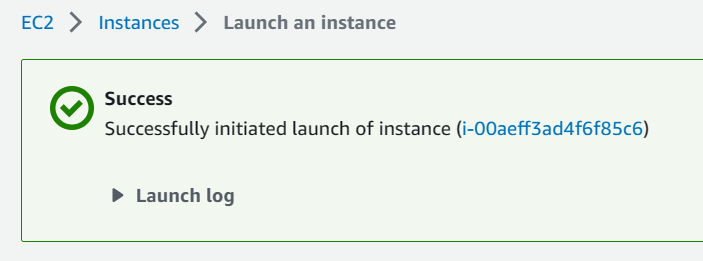 EC2 > Instances > Launch an instance
Success
Successfully initiated launch of instance (i-00aeff3ad4f6f85c6)
Launch log